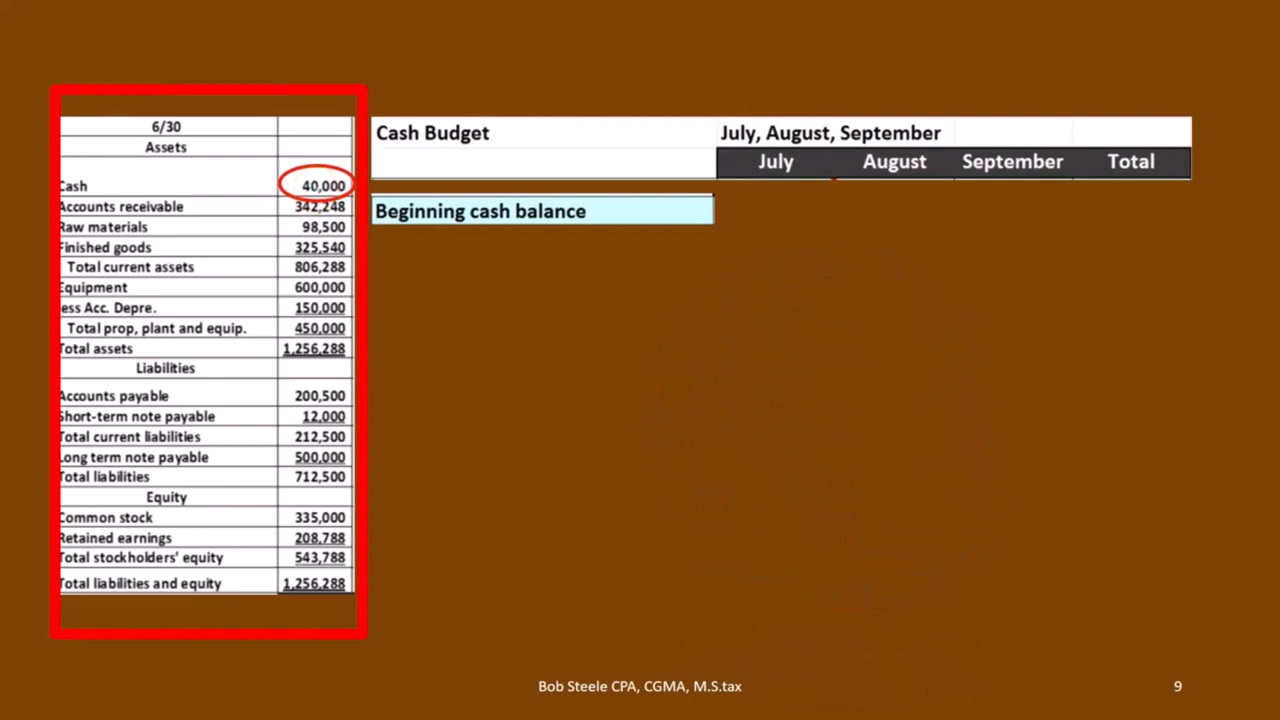 6/30
Assets
Cash 40,000
Accounts receivable 342,248
Raw materials 98,500
Finished goods 325,540
Total current assets 806,288
Equipment 600,000
ess Acc. Depre. 150,000
Total prop, plant and equip. 450,000
Total assets 1,256,288
Liabilities
Accounts payable 200,500
Short-term note payable 12,000
Total current liabilities 212,500
Long term note payable 500,000
Total liabilities 712,500
Equity
Common stock 335,000
Retained earnings 208,788
Total stockholders' equity 543,788
Total liabilities and equity 1,256,288
Cash Budget July, August, September
July August September Total
Beginning cash balance
Bob Steele CPA, CGMA, M.S.tax 9